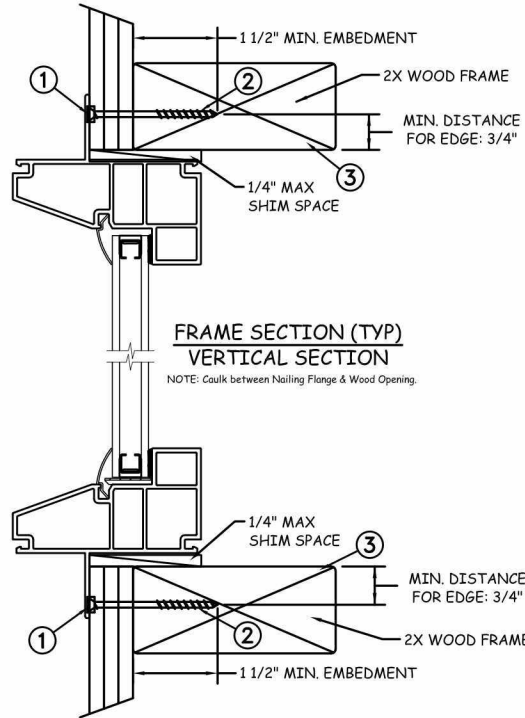 1 1/2" MIN. EMBEDMENT
1
2
2X WOOD FRAME
MIN. DISTANCE
FOR EDGE: 3/4"
3
1/4" MAX
SHIM SPACE
FRAME SECTION (TYP)
VERTICAL SECTION
NOTE: Caulk between Nailing Flange & Wood Opening.
1/4" MAX
SHIM SPACE
3
MIN. DISTANCE
FOR EDGE: 3/4"
1
2
2X WOOD FRAME
1 1/2" MIN. EMBEDMENT